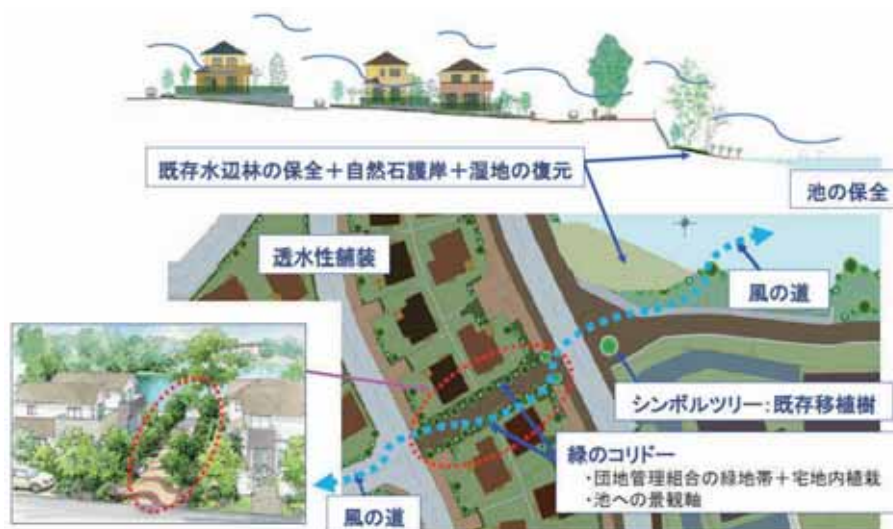 既存水辺林の保全＋自然石護岸＋湿地の復元
池の保全
透水性舗装
風の道
シンボルツリー：既存移植樹
緑のコリドー
・団地管理組合の緑地帯＋宅地内植栽
・池への景観軸
風の道